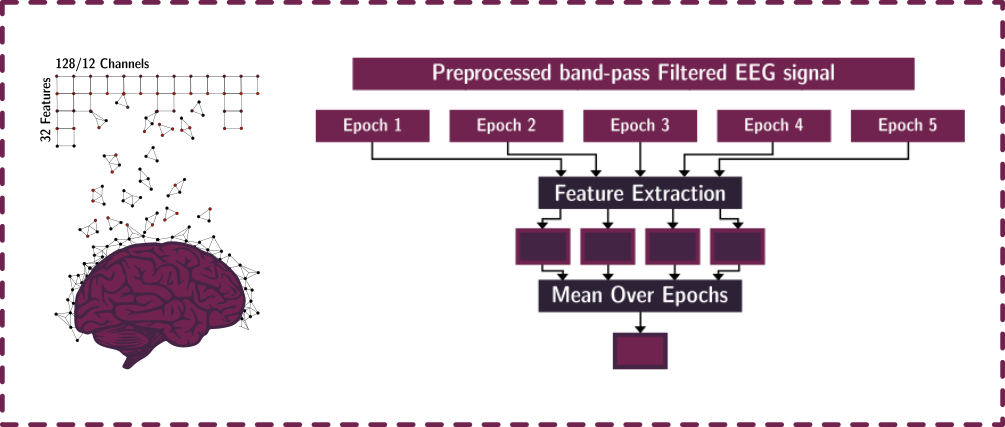 128/12 Channels
32 Features
Preprocessed band-pass Filtered EEG signal
Epoch 1
Epoch 2
Epoch 3
Epoch 4
Epoch 5
Feature Extraction
Mean Over Epochs